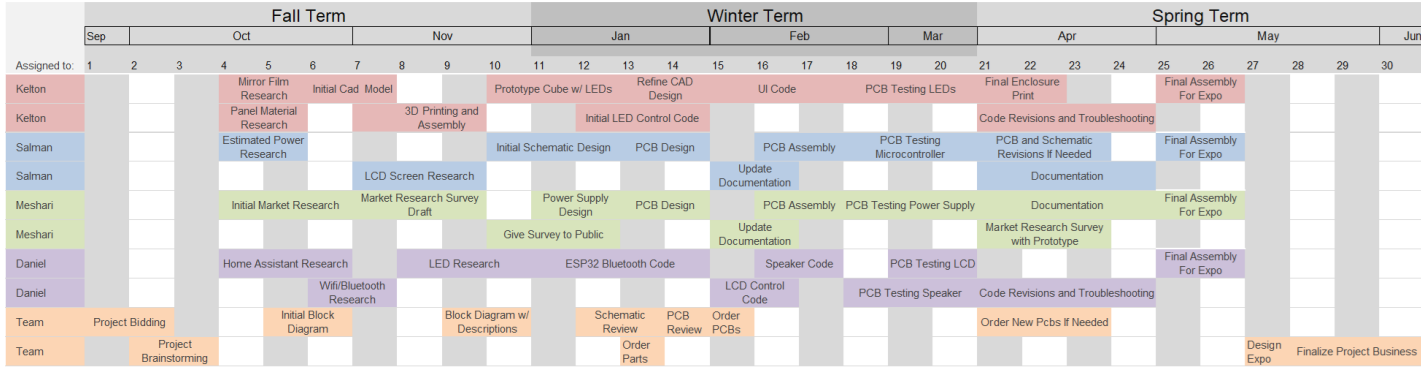 Fall Term Winter Term Spring Term
Sep Oct Nov Jan Feb Mar Apr May Jun
Assigned to: 1 2 3 4 5 6 7 8 9 10 11 12 13 14 15 16 17 18 19 20 21 22 23 24 25 26 27 28 29 30
Kelton Mirror Film Research Initial Cad Model Prototype Cube w/ LEDs Refine CAD Design UI Code PCB Testing LEDs Final Enclosure Print Final Assembly For Expo
Kelton Panel Material Research 3D Printing and Assembly Initial LED Control Code Code Revisions and Troubleshooting
Salman Estimated Power Research Initial Schematic Design PCB Design PCB Assembly PCB Testing Microcontroller PCB and Schematic Revisions If Needed Final Assembly For Expo
Salman LCD Screen Research Update Documentation Documentation
Meshari Initial Market Research Market Research Survey Draft Power Supply Design PCB Design PCB Assembly PCB Testing Power Supply Documentation Final Assembly For Expo
Meshari Give Survey to Public Update Documentation Market Research Survey with Prototype
Daniel Home Assistant Research LED Research ESP32 Bluetooth Code Speaker Code PCB Testing LCD Final Assembly For Expo
Daniel Wifi/Bluetooth Research LCD Control Code PCB Testing Speaker Code Revisions and Troubleshooting
Team Project Bidding Initial Block Diagram Block Diagram w/ Descriptions Schematic Review PCB Review Order PCBs Order New Pcbs If Needed
Team Project Brainstorming Order Parts Design Expo Finalize Project Business